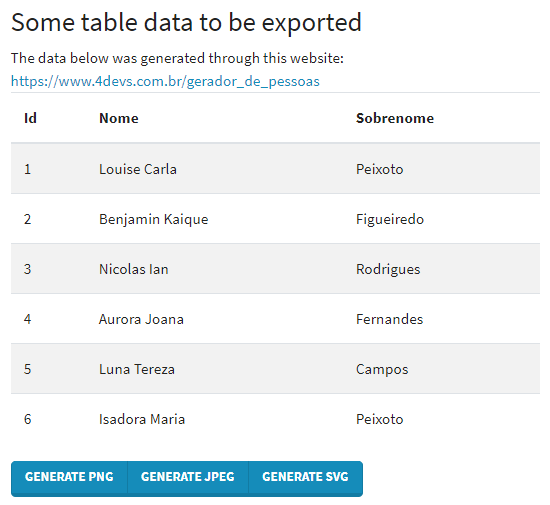 Some table data to be exported
The data below was generated through this website:
https://www.4devs.com.br/gerador_de_pessoas
Id Nome Sobrenome
1 Louise Carla Peixoto
2 Benjamin Kaique Figueiredo
3 Nicolas Ian Rodrigues
4 Aurora Joana Fernandes
5 Luna Tereza Campos
6 Isadora Maria Peixoto
GENERATE PNG GENERATE JPEG GENERATE SVG